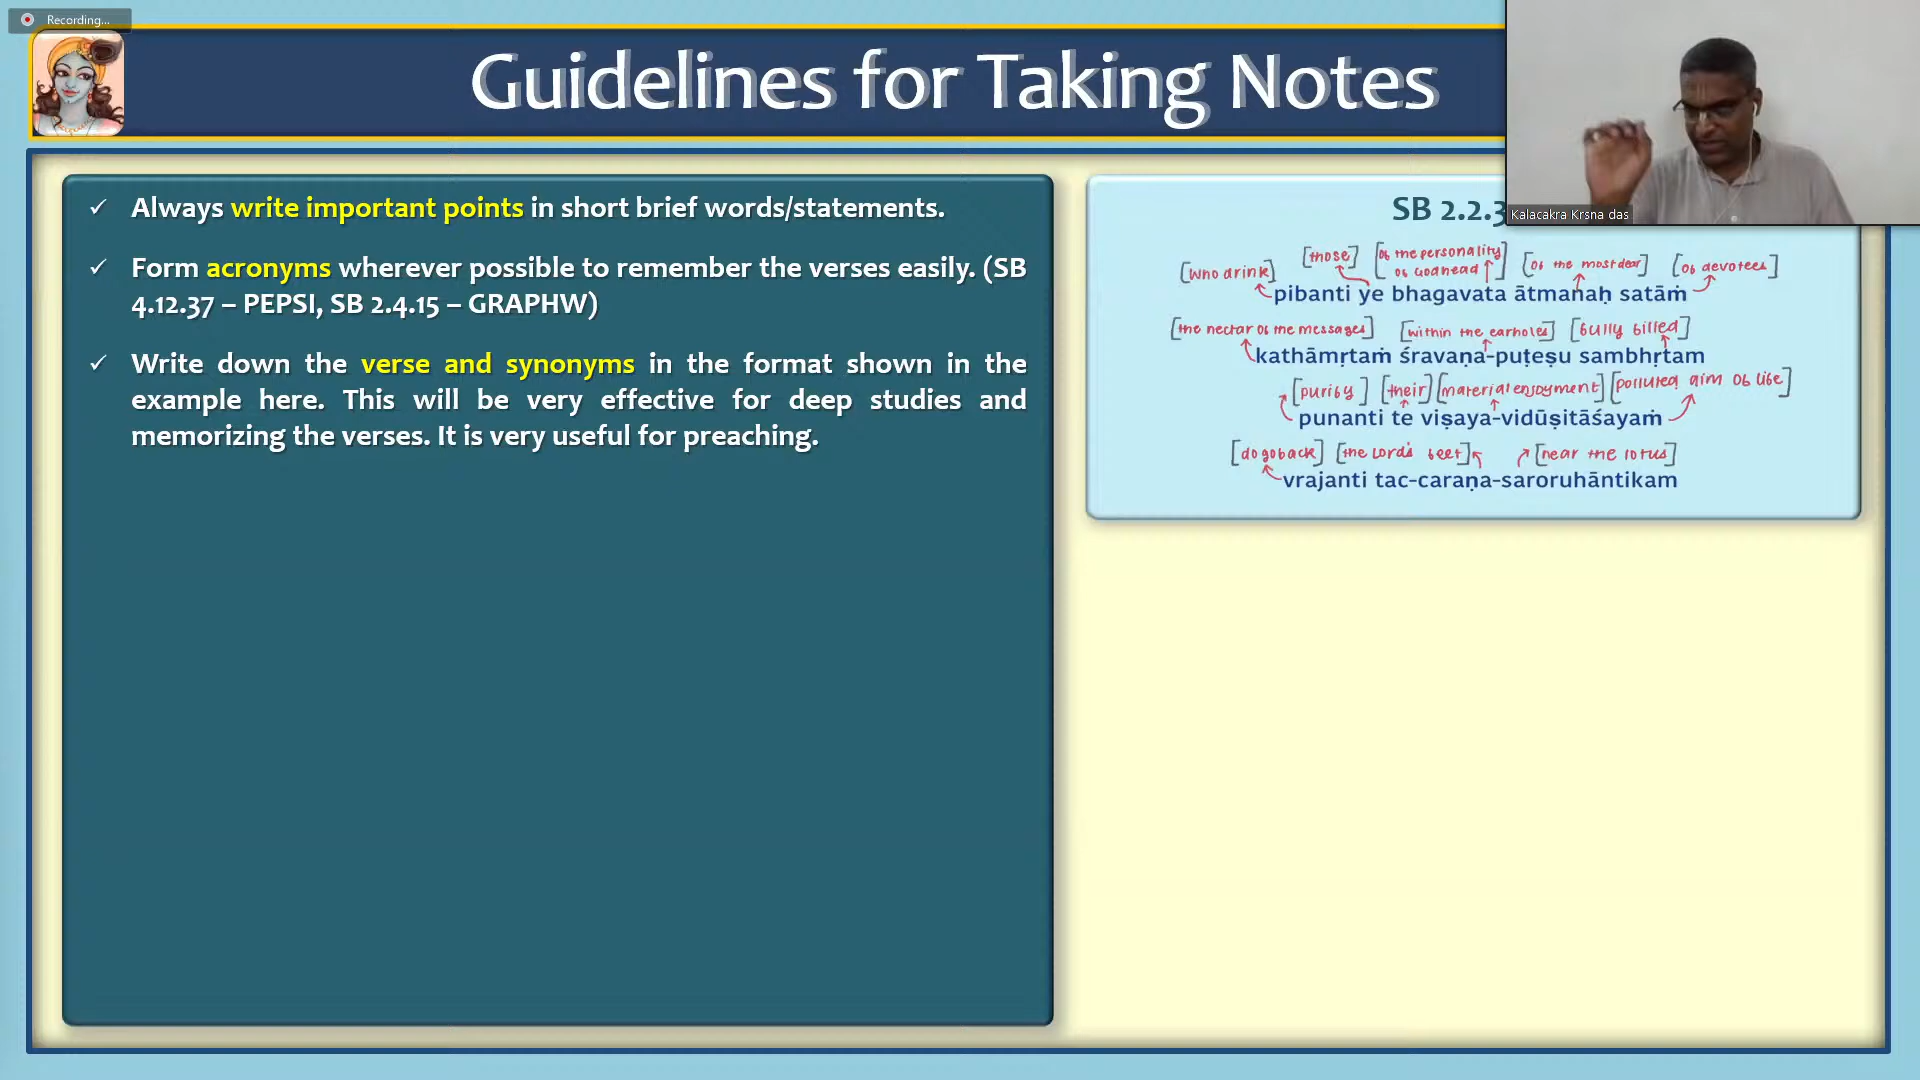 Recording...
Guidelines for Taking Notes
Kalacakra Krsna das
✓ Always write important points in short brief words/statements.
✓ Form acronyms wherever possible to remember the verses easily. (SB
4.12.37 – PEPSI, SB 2.4.15 – GRAPHW)
✓ Write down the verse and synonyms in the format shown in the
example here. This will be very effective for deep studies and
memorizing the verses. It is very useful for preaching.
SB 2.2.3
[who drink] [those] [of the personality of Godhead] [of the most dear] [of devotees]
pibanti ye bhagavata ātmanaḥ satāṁ
[the nectar of the messages] [within the earholes] [fully filled]
kathāmṛtaṁ śravaṇa-puṭeṣu sambhṛtam
[purify] [their] [material enjoyment] [polluted aim of life]
punanti te viṣaya-vidūṣitāśayaṁ
[do go back] [the Lord's feet] [near the lotus]
vrajanti tac-caraṇa-saroruhāntikam